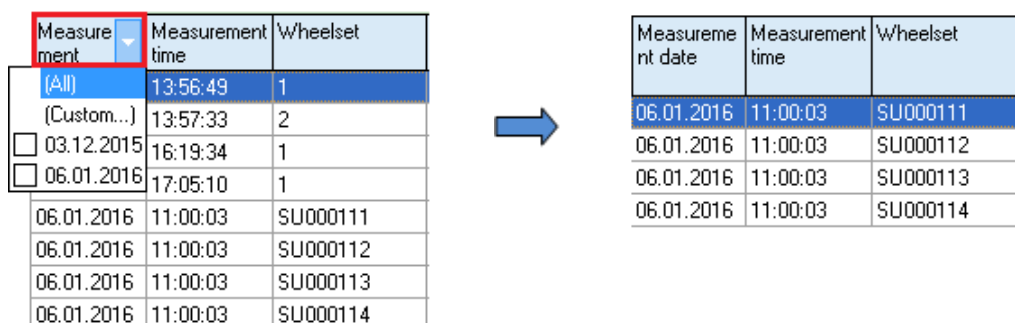 Measure ment Measurement time Wheelset
(All) 13:56:49 1
(Custom...) 13:57:33 2
03.12.2015 16:19:34 1
06.01.2016 17:05:10 1
06.01.2016 11:00:03 SU000111
06.01.2016 11:00:03 SU000112
06.01.2016 11:00:03 SU000113
06.01.2016 11:00:03 SU000114
Measureme nt date Measurement time Wheelset
06.01.2016 11:00:03 SU000111
06.01.2016 11:00:03 SU000112
06.01.2016 11:00:03 SU000113
06.01.2016 11:00:03 SU000114